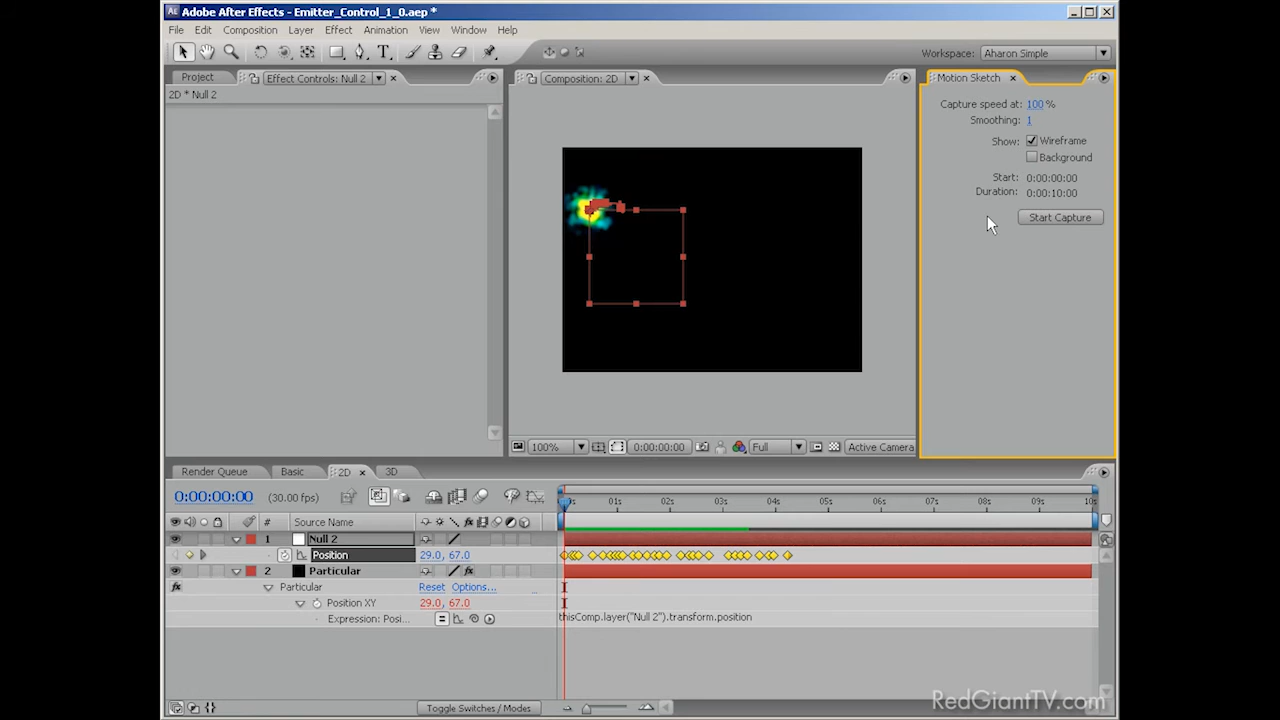 Adobe After Effects - Emitter_Control_1_0.aep *
File Edit Composition Layer Effect Animation View Window Help
Workspace: Aharon Simple
Project Effect Controls: Null 2
2D * Null 2
Composition: 2D
Motion Sketch
Capture speed at: 100 %
Smoothing: 1
Show: Wireframe
Background
Start: 0:00:00:00
Duration: 0:00:10:00
Start Capture
100% 0:00:00:00 Full Active Camera
Render Queue Basic 2D 3D
0:00:00:00 (30.00 fps)
01s 02s 03s 04s 05s 06s 07s 08s 09s 10s
# Source Name
1 Null 2
Position 29.0, 67.0
2 Particular
Particular Reset Options...
Position XY 29.0, 67.0
Expression: Posi... thisComp.layer("Null 2").transform.position
Toggle Switches / Modes
RedGiantTV.com